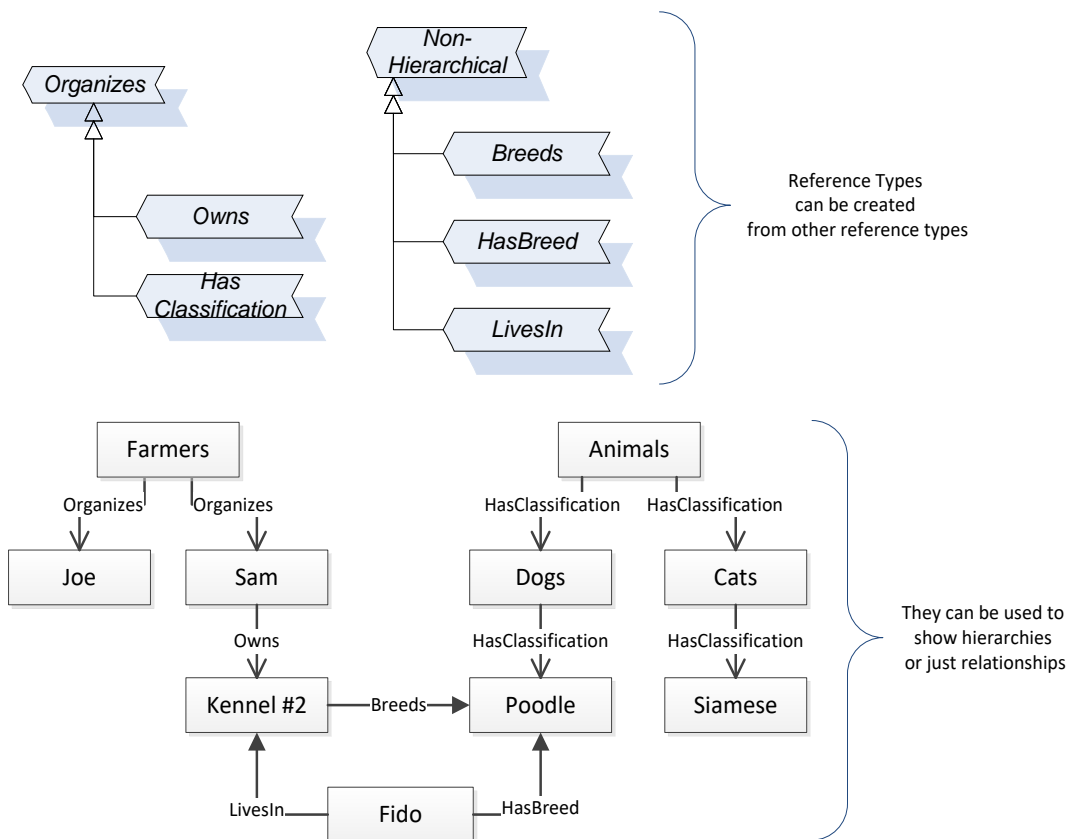 Organizes
Owns
Has
Classification
Non-
Hierarchical
Breeds
HasBreed
LivesIn
Reference Types
can be created
from other reference types
Farmers
Animals
Organizes
Organizes
HasClassification
HasClassification
Joe
Sam
Dogs
Cats
Owns
HasClassification
HasClassification
Kennel #2
Breeds
Poodle
Siamese
LivesIn
Fido
HasBreed
They can be used to
show hierarchies
or just relationships